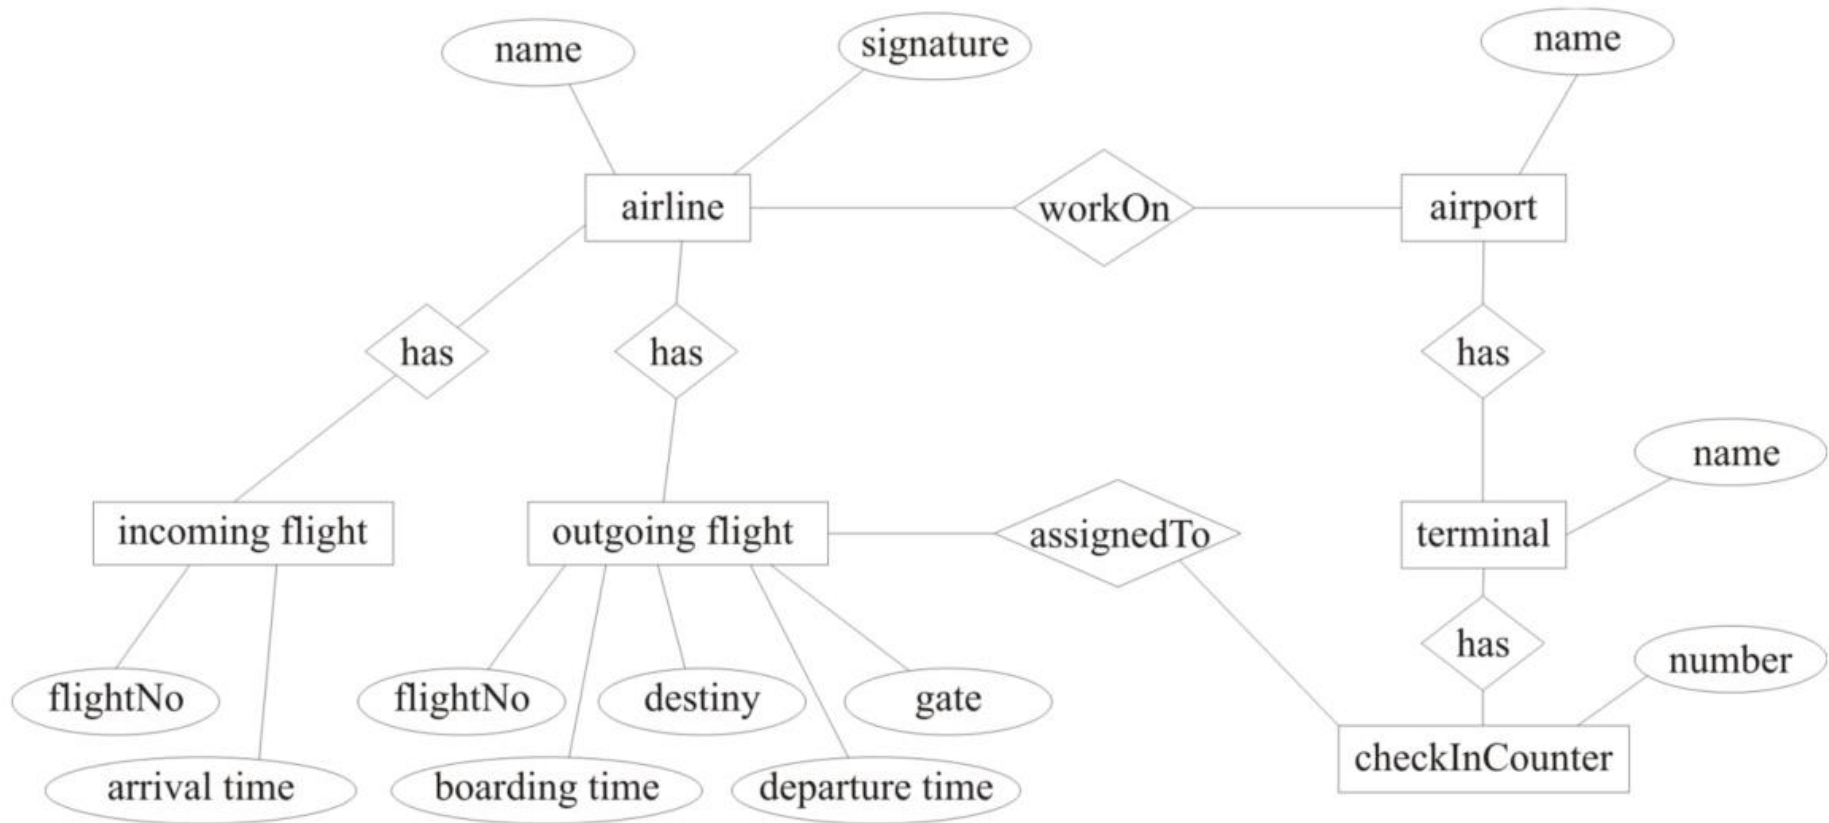 name
signature
name
airline
workOn
airport
has
has
has
name
incoming flight
outgoing flight
assignedTo
terminal
has
number
flightNo
flightNo
destiny
gate
checkInCounter
arrival time
boarding time
departure time